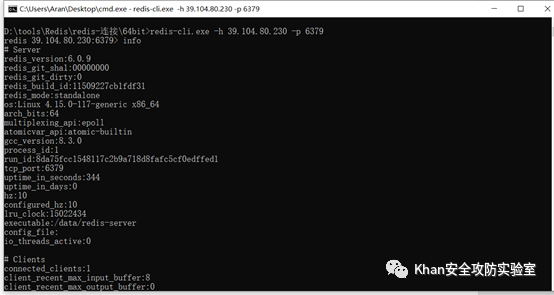 C:\Users\Aran\Desktop\cmd.exe - redis-cli.exe -h 39.104.80.230 -p 6379
D:\tools\Redis\redis-连接\64bit>redis-cli.exe -h 39.104.80.230 -p 6379
redis 39.104.80.230:6379> info
# Server
redis_version:6.0.9
redis_git_sha1:00000000
redis_git_dirty:0
redis_build_id:11509227cb1fdf31
redis_mode:standalone
os:Linux 4.15.0-117-generic x86_64
arch_bits:64
multiplexing_api:epoll
atomicvar_api:atomic-builtin
gcc_version:8.3.0
process_id:1
run_id:8da75fcc1548117c2b9a718d8fafc5cf0edffed1
tcp_port:6379
uptime_in_seconds:344
uptime_in_days:0
hz:10
configured_hz:10
lru_clock:15022434
executable:/data/redis-server
config_file:
io_threads_active:0
# Clients
connected_clients:1
client_recent_max_input_buffer:8
client_recent_max_output_buffer:0
Khan安全攻防实验室